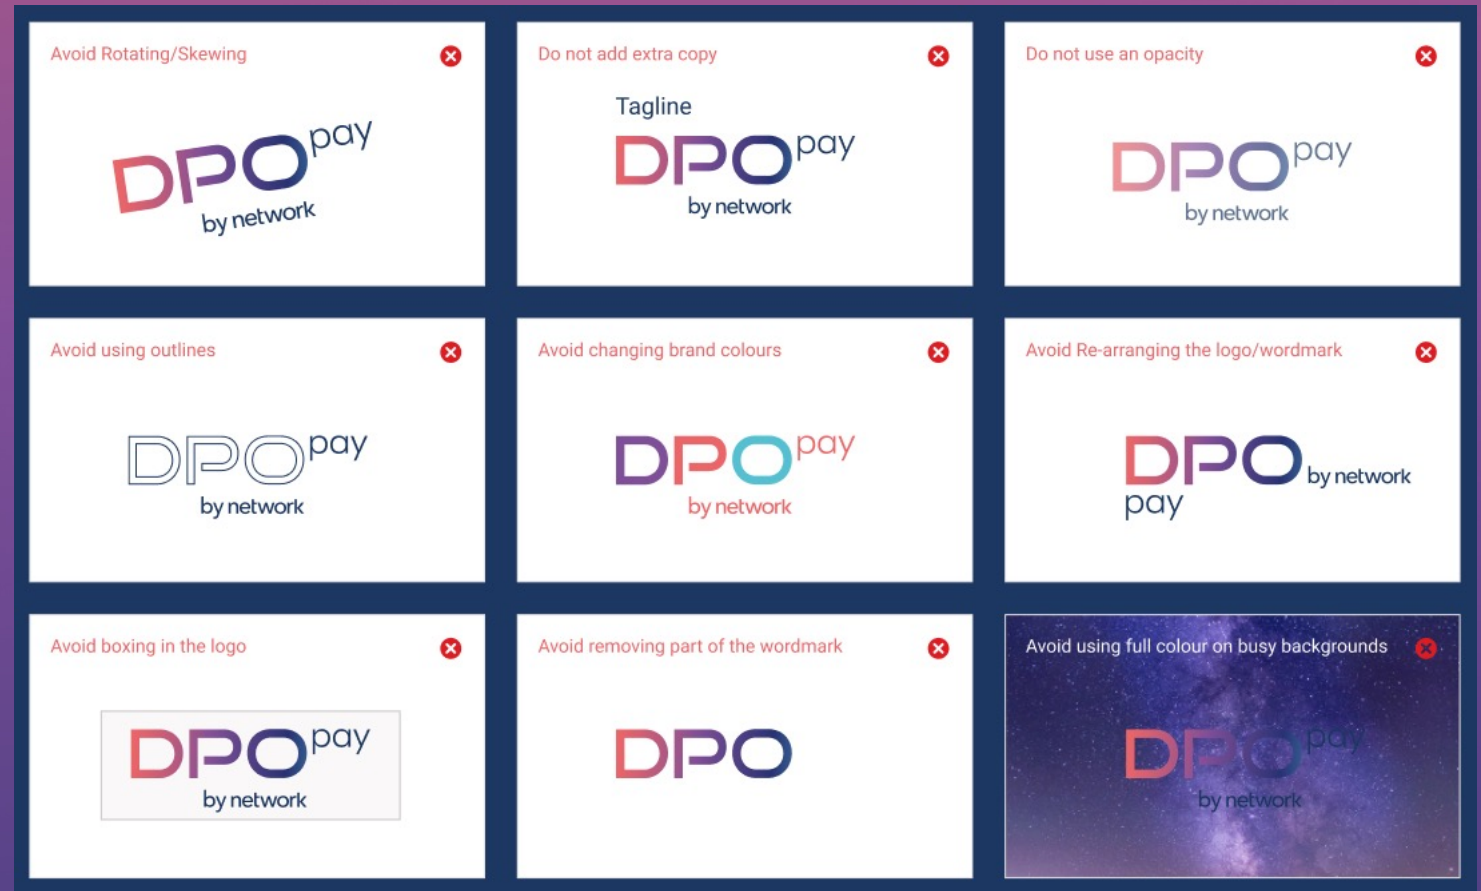 Avoid Rotating/Skewing
DPO pay
by network
Do not add extra copy
Tagline
DPO pay
by network
Do not use an opacity
DPO pay
by network
Avoid using outlines
DPO pay
by network
Avoid changing brand colours
DPO pay
by network
Avoid Re-arranging the logo/wordmark
DPO by network
pay
Avoid boxing in the logo
DPO pay
by network
Avoid removing part of the wordmark
DPO
Avoid using full colour on busy backgrounds
DPO pay
by network